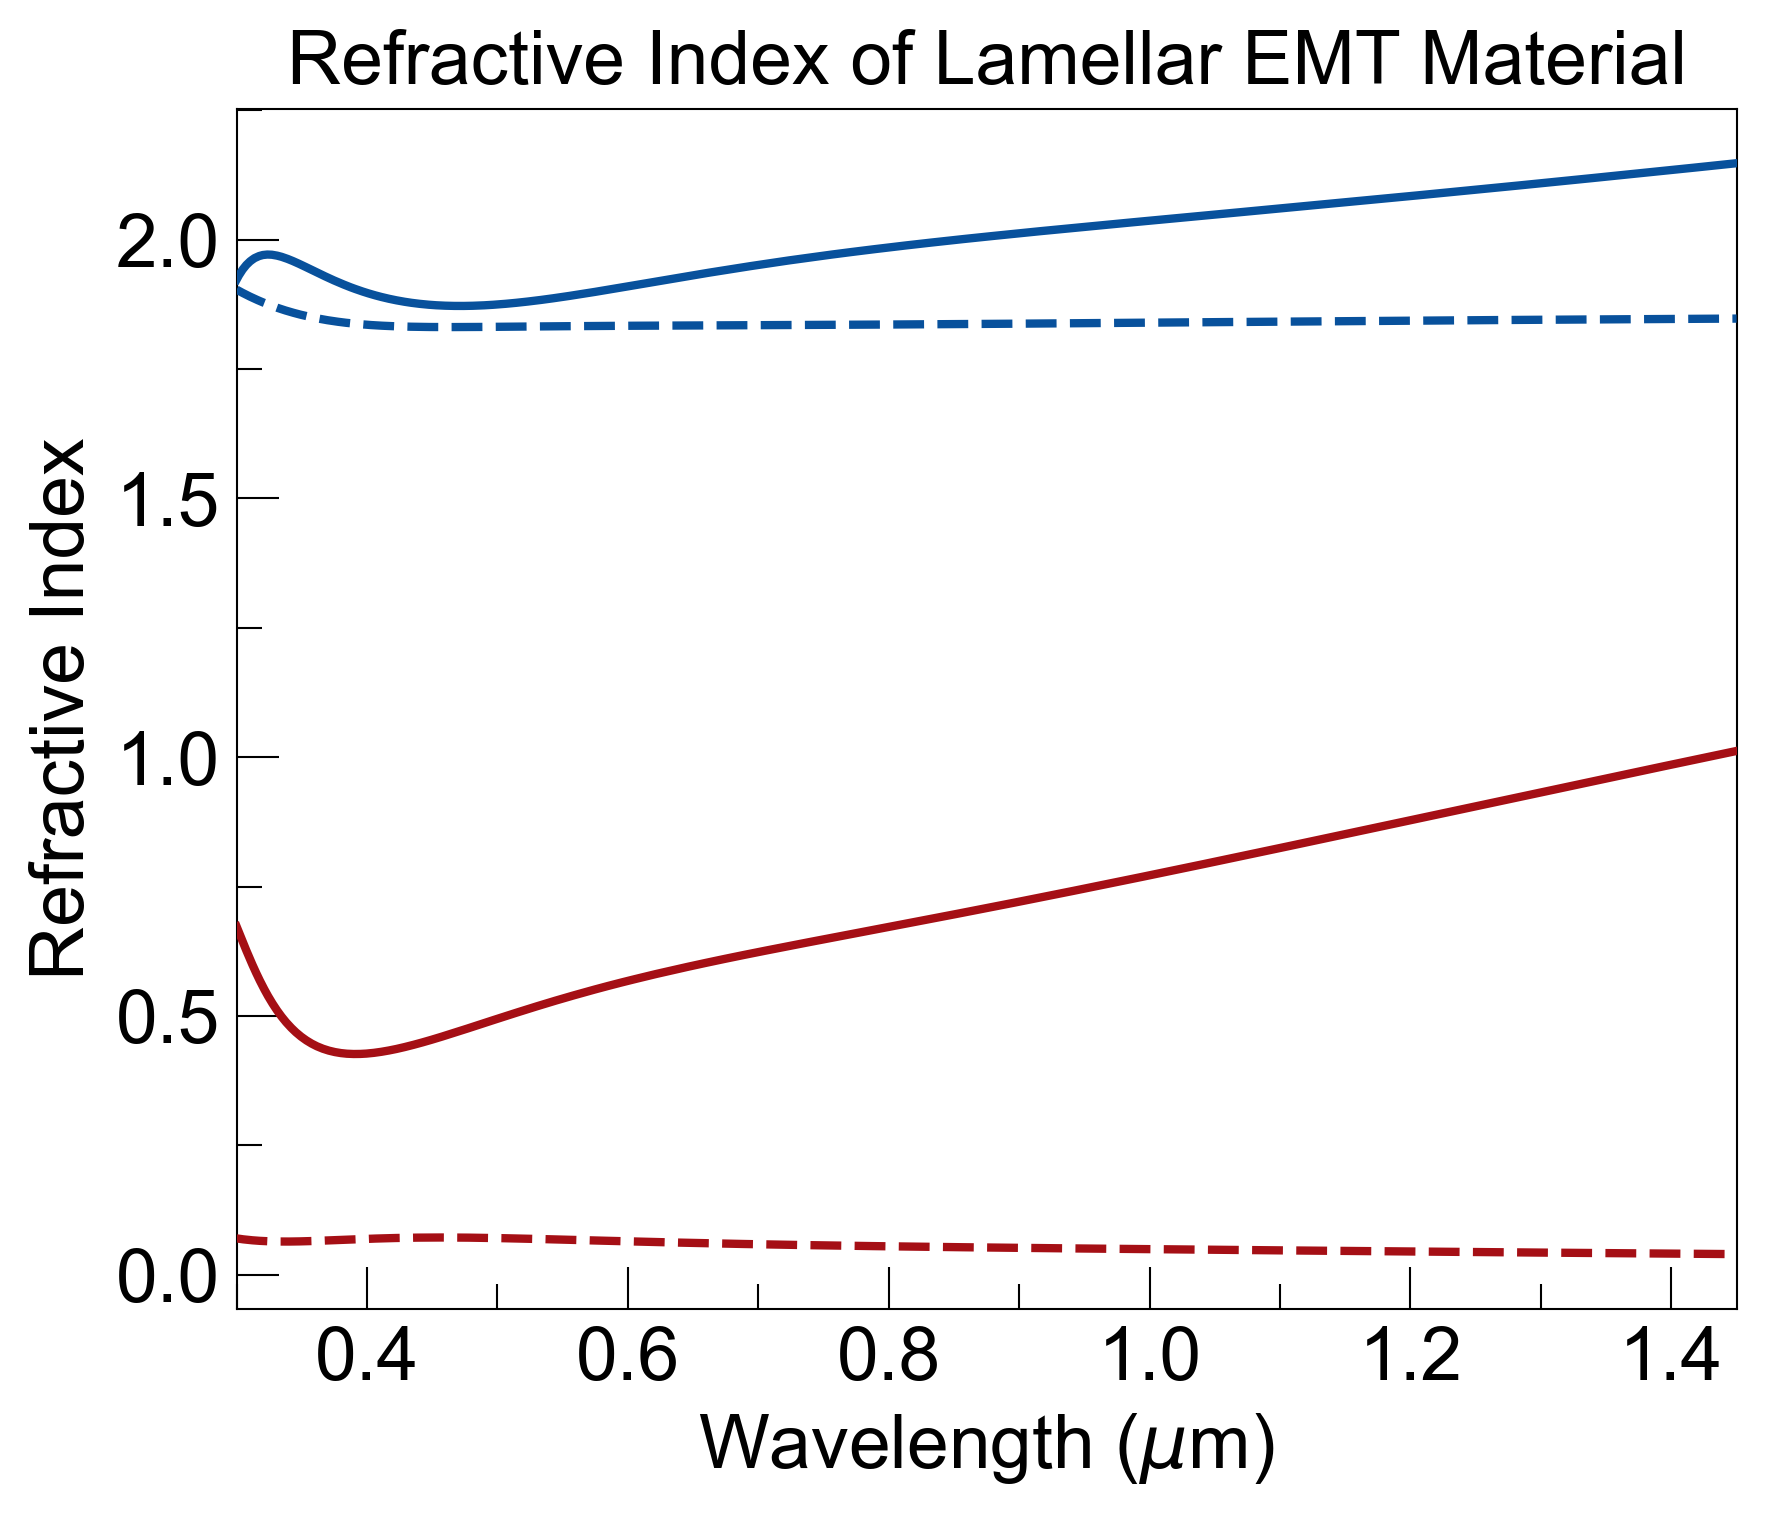 Refractive Index of Lamellar EMT Material
Refractive Index
2.0
1.5
1.0
0.5
0.0
0.4 0.6 0.8 1.0 1.2 1.4
Wavelength (μm)